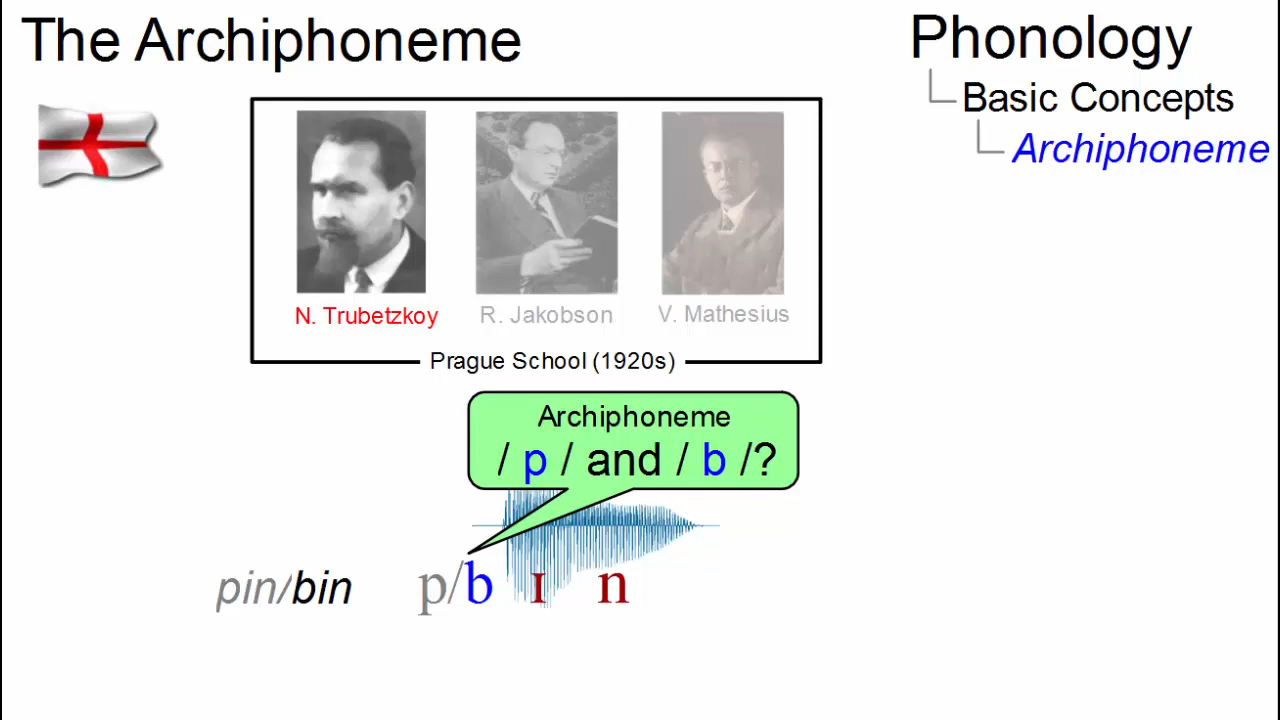 The Archiphoneme
Phonology
Basic Concepts
Archiphoneme
N. Trubetzkoy
R. Jakobson
V. Mathesius
Prague School (1920s)
Archiphoneme
/ p / and / b /?
pin/bin
p/b ɪ n